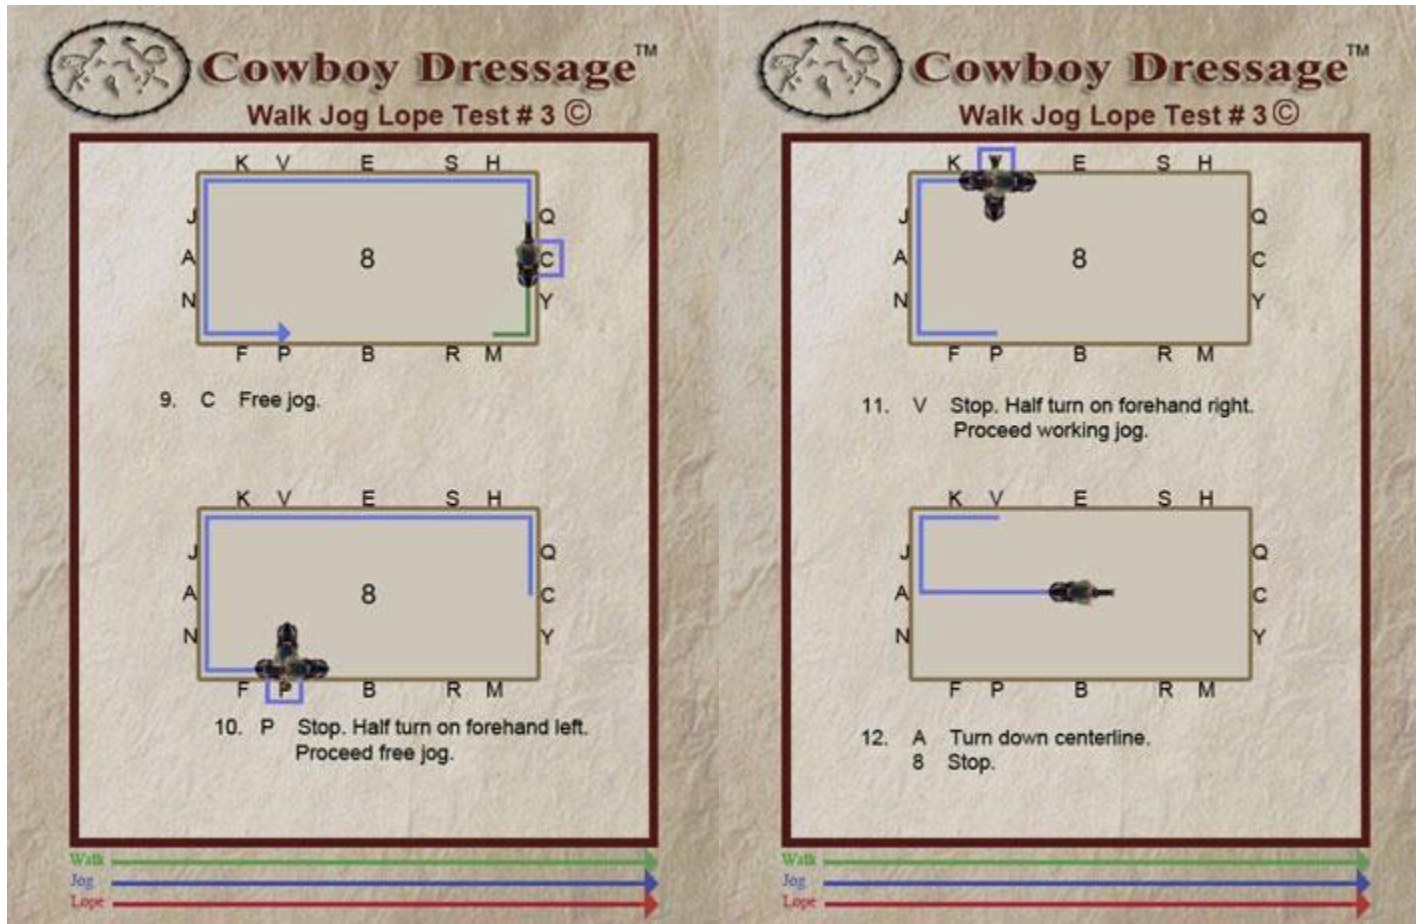 Cowboy Dressage™
Walk Jog Lope Test # 3 ©
K V E S H
J Q
A 8 C
N Y
F P B R M
9. C Free jog.
K V E S H
J Q
A 8 C
N Y
F P B R M
10. P Stop. Half turn on forehand left.
Proceed free jog.
Walk
Jog
Lope
Cowboy Dressage™
Walk Jog Lope Test # 3 ©
K V E S H
J Q
A 8 C
N Y
F P B R M
11. V Stop. Half turn on forehand right.
Proceed working jog.
K V E S H
J Q
A C
N Y
F P B R M
12. A Turn down centerline.
8 Stop.
Walk
Jog
Lope